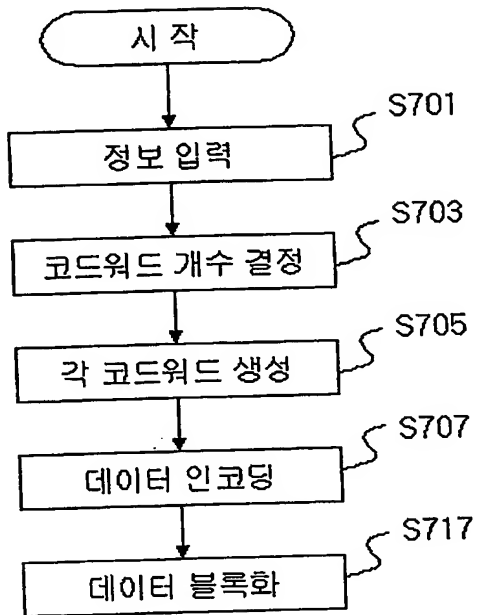 시 작
S701
정보 입력
S703
코드워드 개수 결정
S705
각 코드워드 생성
S707
데이터 인코딩
S717
데이터 블록화